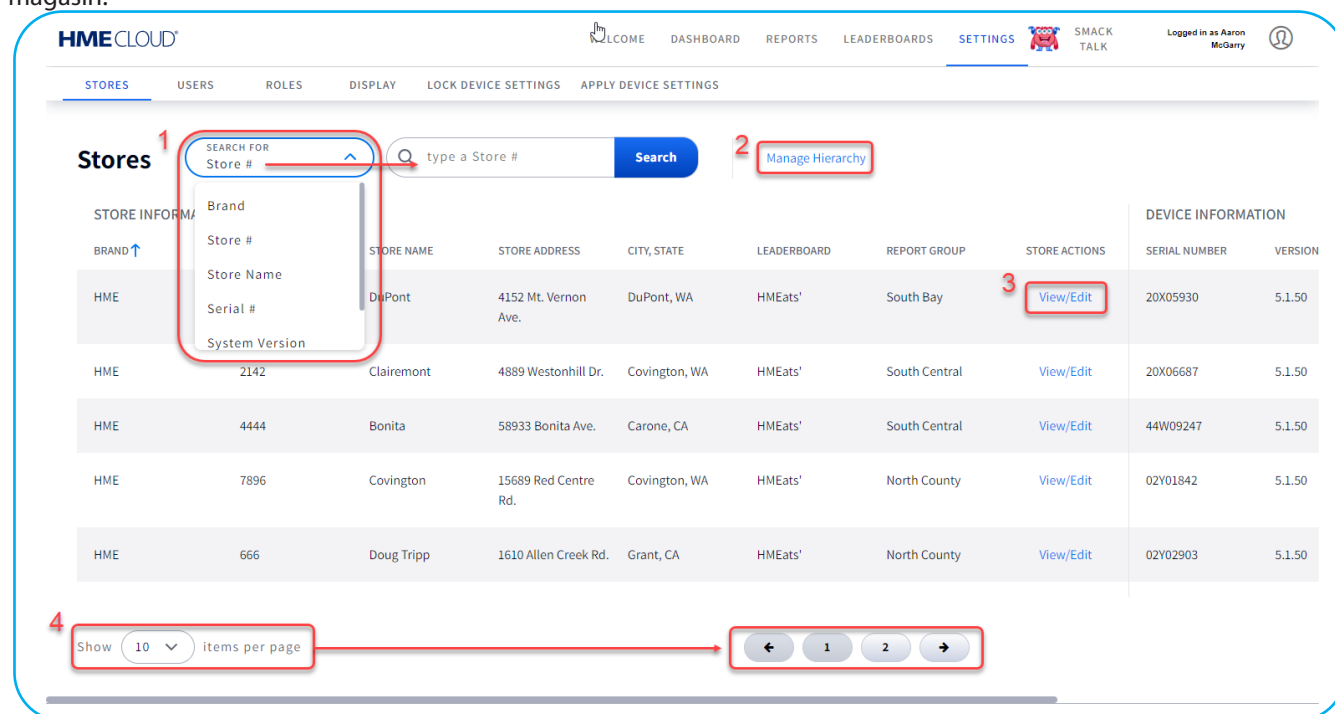 magasin.
HME CLOUD®
WELCOME DASHBOARD REPORTS LEADERBOARDS SETTINGS SMACK TALK Logged in as Aaron McGarry
STORES USERS ROLES DISPLAY LOCK DEVICE SETTINGS APPLY DEVICE SETTINGS
Stores 1 SEARCH FOR Store # type a Store # Search 2 Manage Hierarchy
Brand
Store #
Store Name
Serial #
System Version
STORE INFORMA DEVICE INFORMATION
BRAND STORE NAME STORE ADDRESS CITY, STATE LEADERBOARD REPORT GROUP STORE ACTIONS SERIAL NUMBER VERSION
HME DuPont 4152 Mt. Vernon Ave. DuPont, WA HMEats' South Bay 3 View/Edit 20X05930 5.1.50
HME 2142 Clairemont 4889 Westonhill Dr. Covington, WA HMEats' South Central View/Edit 20X06687 5.1.50
HME 4444 Bonita 58933 Bonita Ave. Carone, CA HMEats' South Central View/Edit 44W09247 5.1.50
HME 7896 Covington 15689 Red Centre Rd. Covington, WA HMEats' North County View/Edit 02Y01842 5.1.50
HME 666 Doug Tripp 1610 Allen Creek Rd. Grant, CA HMEats' North County View/Edit 02Y02903 5.1.50
4 Show 10 items per page 1 2